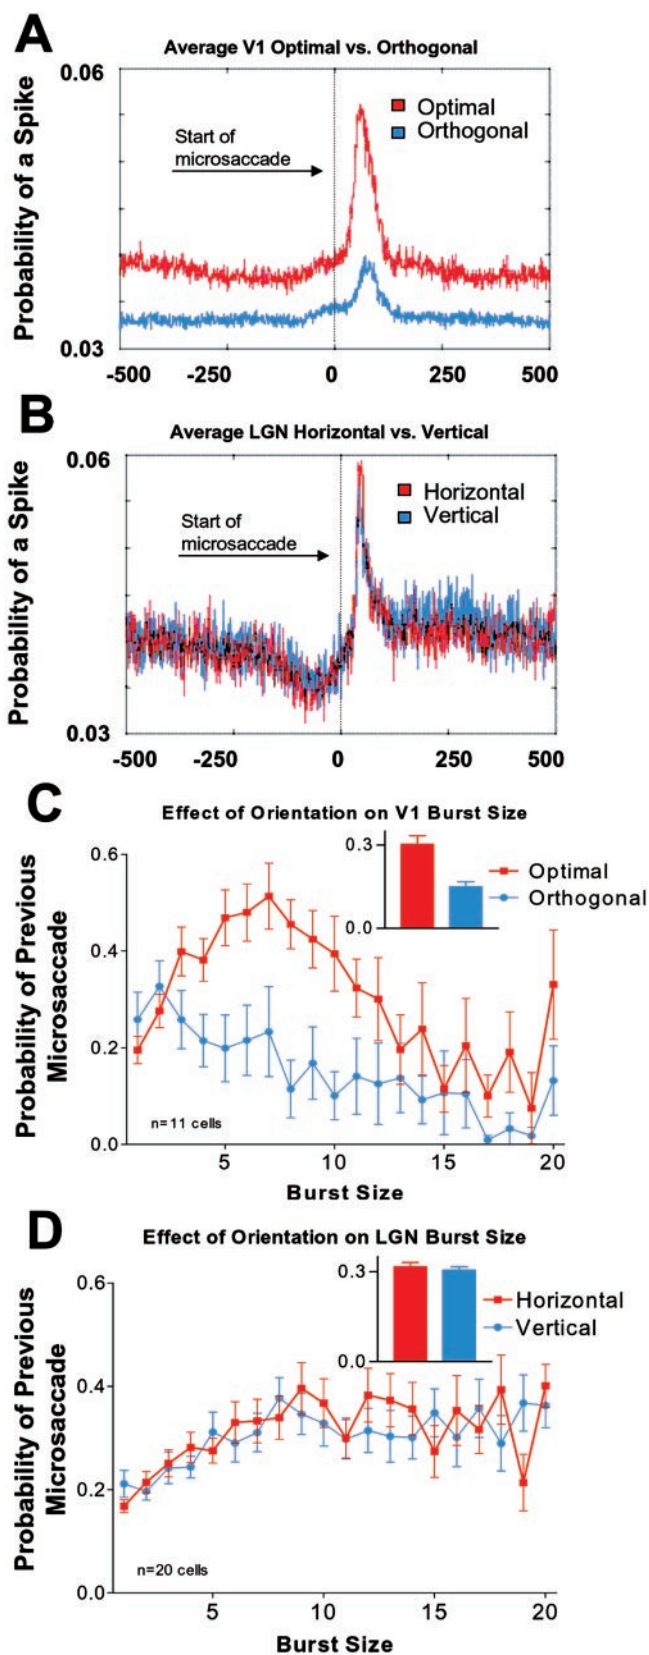 A
Average V1 Optimal vs. Orthogonal
Probability of a Spike
0.06
0.03
Optimal
Orthogonal
Start of
microsaccade
-500
-250
0
250
500
B
Average LGN Horizontal vs. Vertical
Probability of a Spike
0.06
0.03
Horizontal
Vertical
Start of
microsaccade
-500
-250
0
250
500
C
Effect of Orientation on V1 Burst Size
Probability of Previous
Microsaccade
0.6
0.4
0.2
0.0
0.3
0.0
Optimal
Orthogonal
n=11 cells
5
10
15
20
Burst Size
D
Effect of Orientation on LGN Burst Size
Probability of Previous
Microsaccade
0.6
0.4
0.2
0.0
0.3
0.0
Horizontal
Vertical
n=20 cells
5
10
15
20
Burst Size